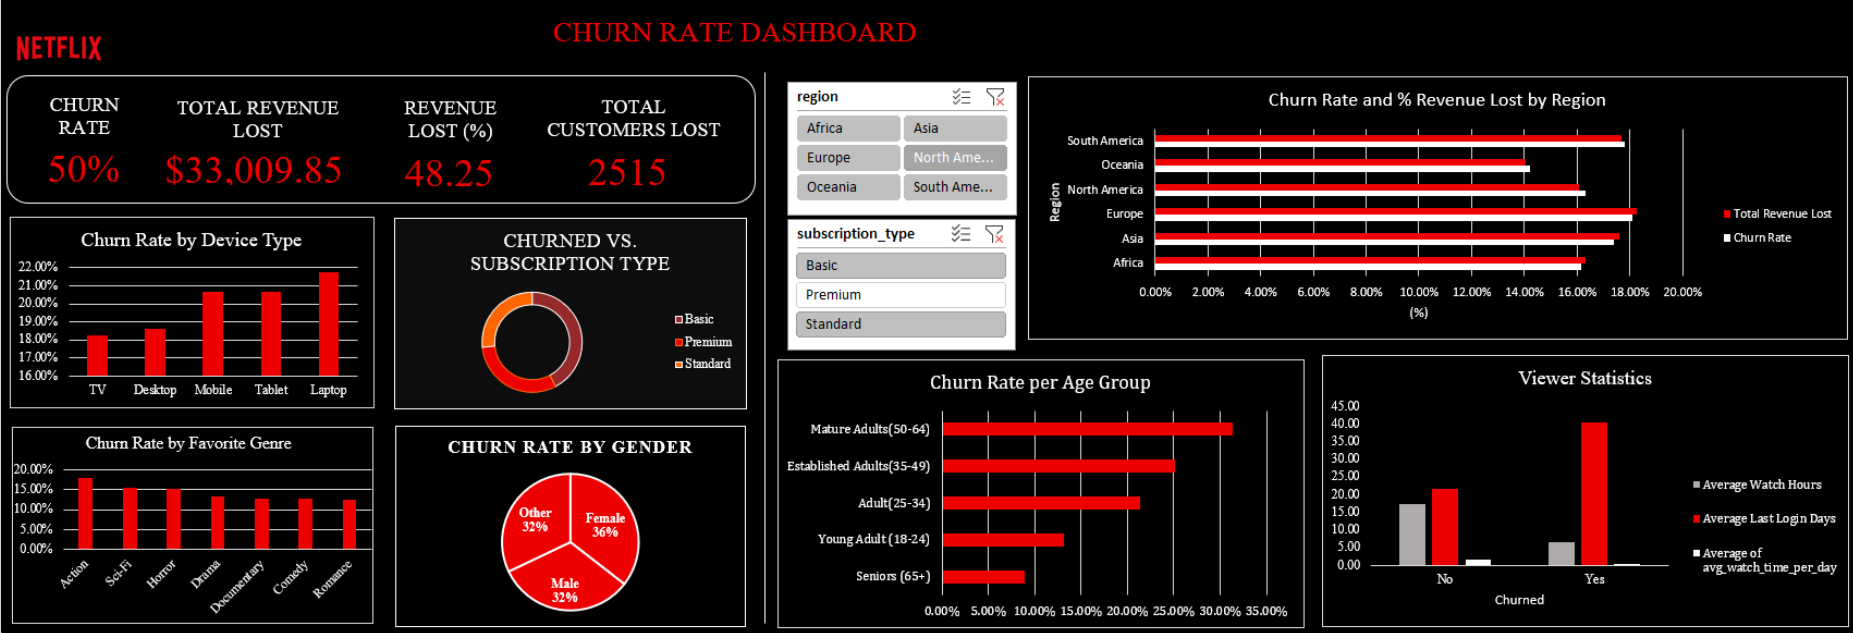 CHURN RATE DASHBOARD
NETFLIX
CHURN
RATE
50%
TOTAL REVENUE
LOST
$33,009.85
REVENUE
LOST (%)
48.25
TOTAL
CUSTOMERS LOST
2515
region
Africa
Asia
Europe
North Ame...
Oceania
South Ame...
subscription_type
Basic
Premium
Standard
Churn Rate and % Revenue Lost by Region
Region
South America
Oceania
North America
Europe
Asia
Africa
0.00% 2.00% 4.00% 6.00% 8.00% 10.00% 12.00% 14.00% 16.00% 18.00% 20.00%
(%)
Total Revenue Lost
Churn Rate
Churn Rate by Device Type
22.00%
21.00%
20.00%
19.00%
18.00%
17.00%
16.00%
TV Desktop Mobile Tablet Laptop
CHURNED VS.
SUBSCRIPTION TYPE
Basic
Premium
Standard
Churn Rate by Favorite Genre
20.00%
15.00%
10.00%
5.00%
0.00%
Action
Sci-Fi
Horror
Drama
Documentary
Comedy
Romance
CHURN RATE BY GENDER
Other
32%
Female
36%
Male
32%
Churn Rate per Age Group
Mature Adults(50-64)
Established Adults(35-49)
Adult(25-34)
Young Adult (18-24)
Seniors (65+)
0.00% 5.00% 10.00% 15.00% 20.00% 25.00% 30.00% 35.00%
Viewer Statistics
45.00
40.00
35.00
30.00
25.00
20.00
15.00
10.00
5.00
0.00
No
Yes
Churned
Average Watch Hours
Average Last Login Days
Average of
avg_watch_time_per_day